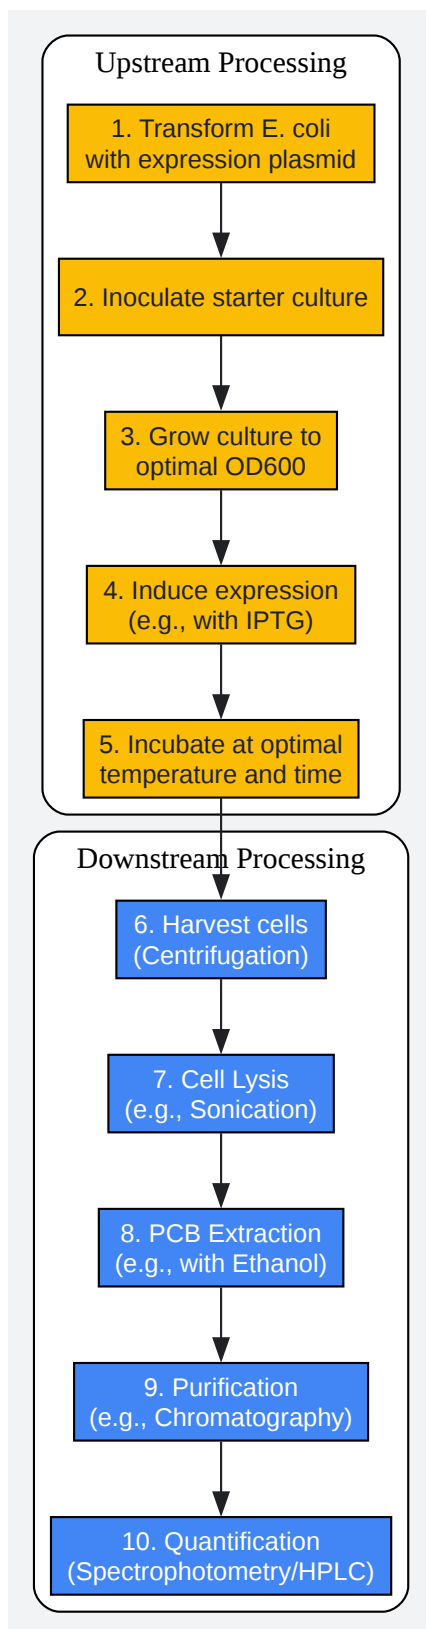 Upstream Processing
1. Transform E. coli
with expression plasmid
2. Inoculate starter culture
3. Grow culture to
optimal OD600
4. Induce expression
(e.g., with IPTG)
5. Incubate at optimal
temperature and time
Downstream Processing
6. Harvest cells
(Centrifugation)
7. Cell Lysis
(e.g., Sonication)
8. PCB Extraction
(e.g., with Ethanol)
9. Purification
(e.g., Chromatography)
10. Quantification
(Spectrophotometry/HPLC)